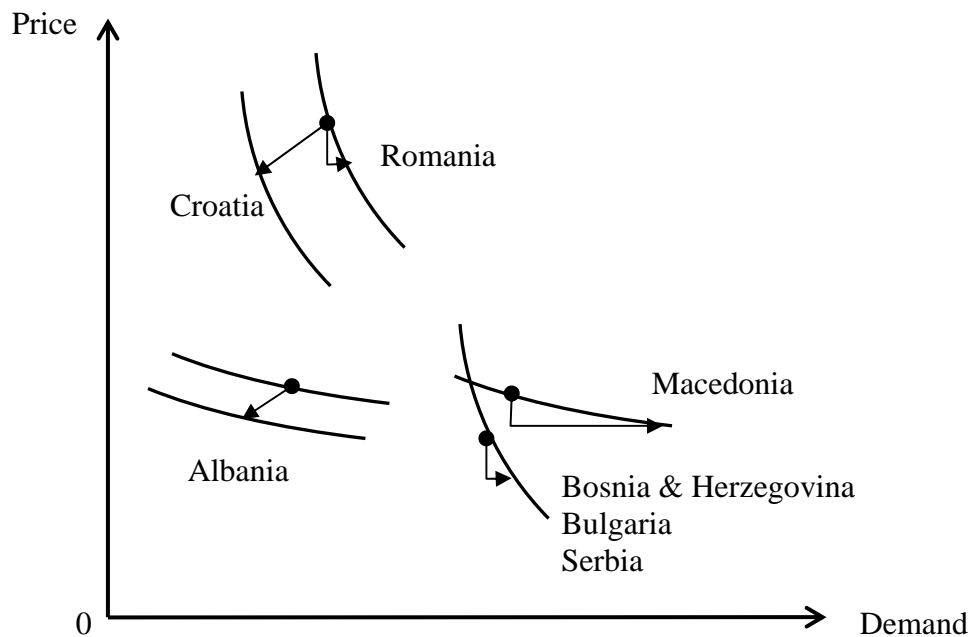 Price
Romania
Croatia
Macedonia
Albania
Bosnia & Herzegovina
Bulgaria
Serbia
0
Demand